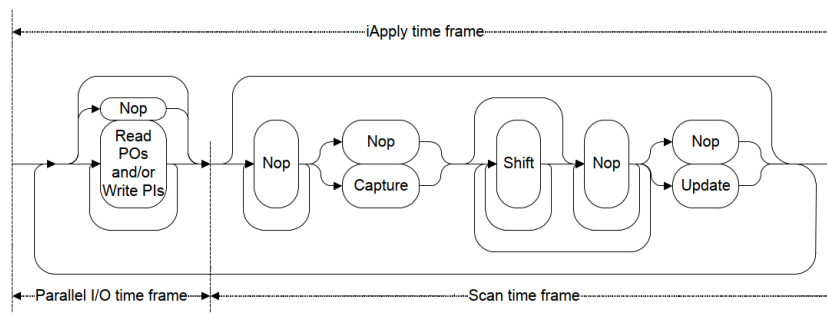 iApply time frame
Nop
Read
POs
and/or
Write PIs
Nop
Nop
Capture
Shift
Nop
Nop
Update
Parallel I/O time frame
Scan time frame